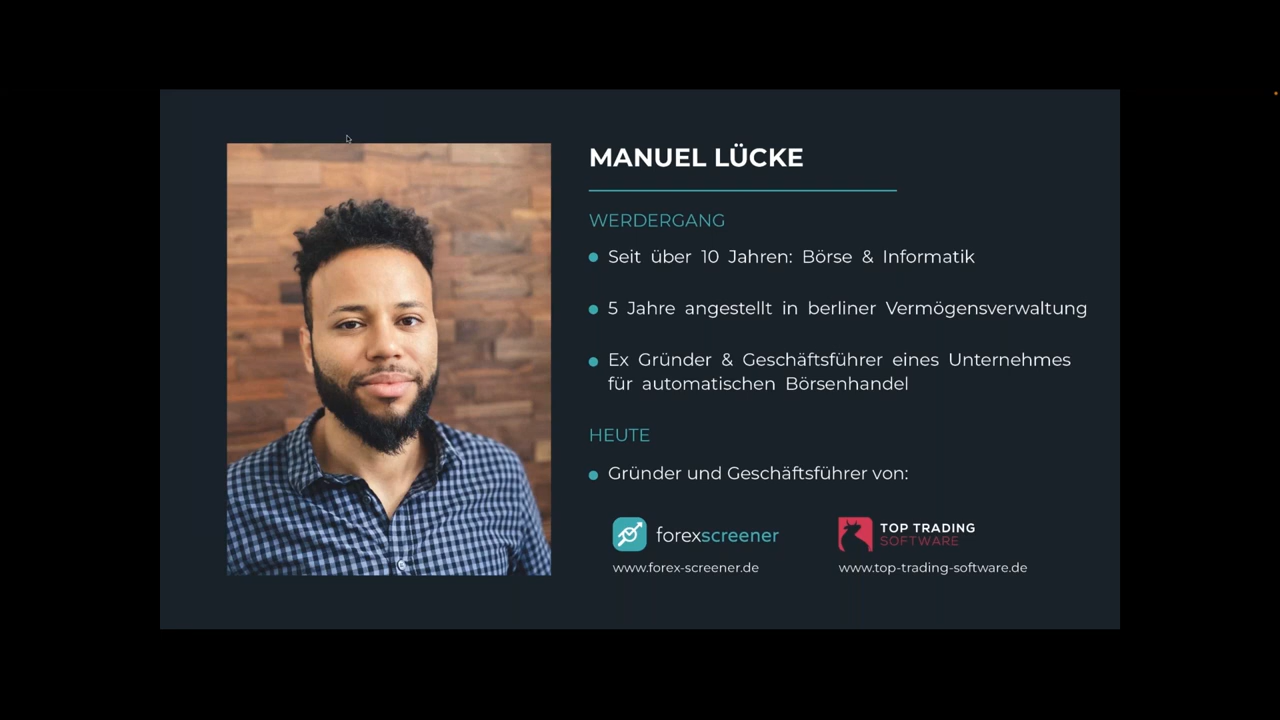 MANUEL LÜCKE
WERDERGANG
Seit über 10 Jahren: Börse & Informatik
5 Jahre angestellt in berliner Vermögensverwaltung
Ex Gründer & Geschäftsführer eines Unternehmes
für automatischen Börsenhandel
HEUTE
Gründer und Geschäftsführer von:
forexscreener
www.forex-screener.de
TOP TRADING
SOFTWARE
www.top-trading-software.de